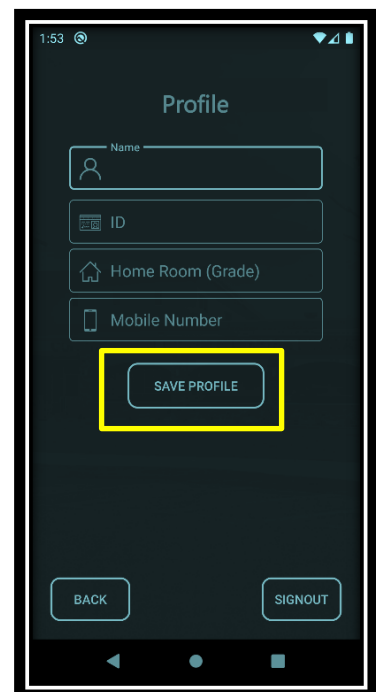 1:53
Profile
Name
ID
Home Room (Grade)
Mobile Number
SAVE PROFILE
BACK
SIGNOUT